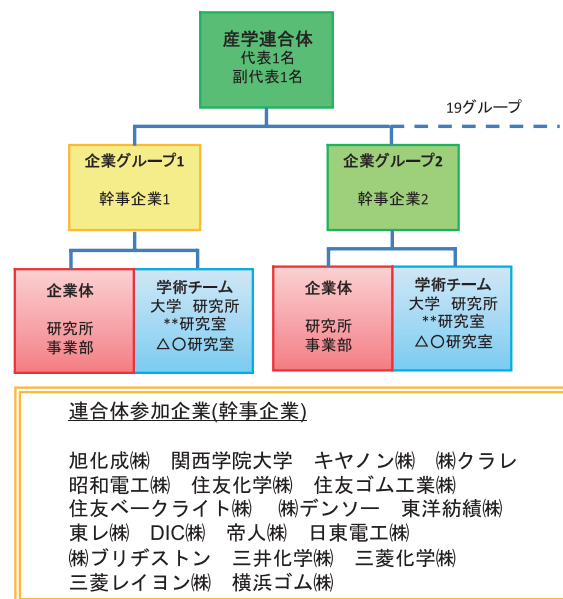 産学連合体
代表1名
副代表1名
19グループ
企業グループ1
幹事企業1
企業グループ2
幹事企業2
企業体
研究所
事業部
学術チーム
大学 研究所
**研究室
△〇研究室
企業体
研究所
事業部
学術チーム
大学 研究所
**研究室
△〇研究室
連合体参加企業(幹事企業)
旭化成㈱ 関西学院大学 キヤノン㈱ ㈱クラレ
昭和電工㈱ 住友化学㈱ 住友ゴム工業㈱
住友ベークライト㈱ ㈱デンソー 東洋紡績㈱
東レ㈱ DIC㈱ 帝人㈱ 日東電工㈱
㈱ブリヂストン 三井化学㈱ 三菱化学㈱
三菱レイヨン㈱ 横浜ゴム㈱